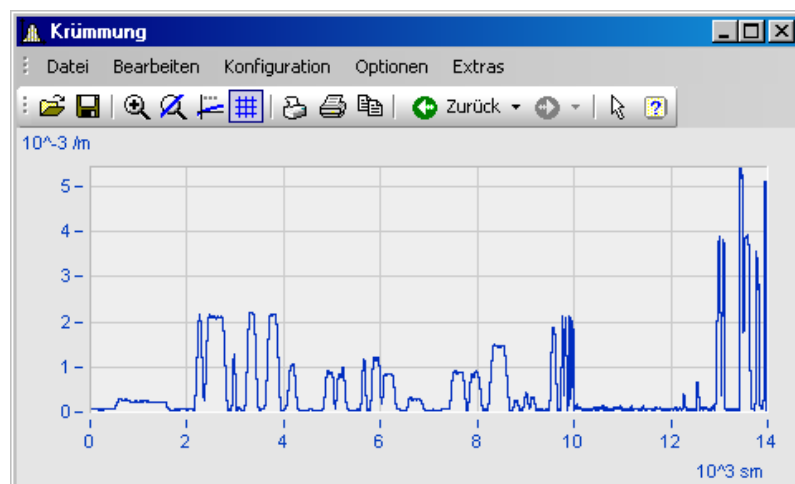 Krümmung
Datei Bearbeiten Konfiguration Optionen Extras
Zurück
10^-3 /m
5
4
3
2
1
0
0 2 4 6 8 10 12 14
10^3 sm